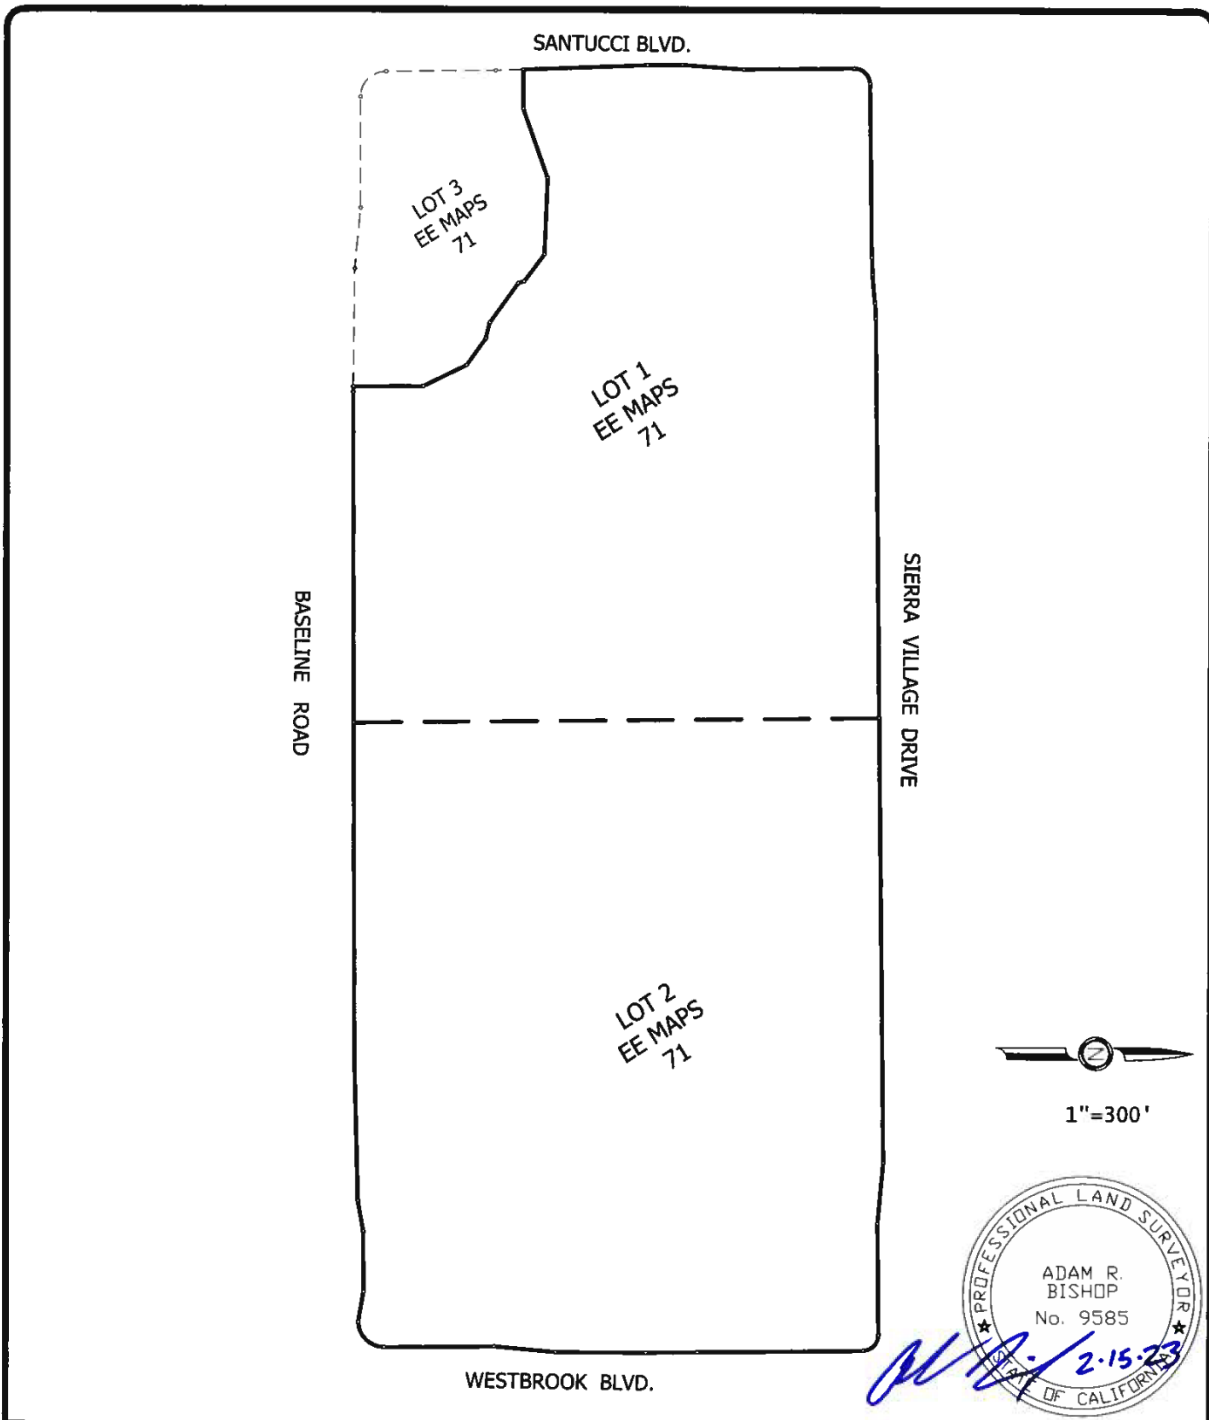 SANTUCCI BLVD.
LOT 3
EE MAPS
71
LOT 1
EE MAPS
71
BASELINE ROAD
SIERRA VILLAGE DRIVE
LOT 2
EE MAPS
71
N
1"=300'
PROFESSIONAL LAND SURVEYOR
ADAM R.
BISHOP
No. 9585
STATE OF CALIFORNIA
2-15-23
WESTBROOK BLVD.